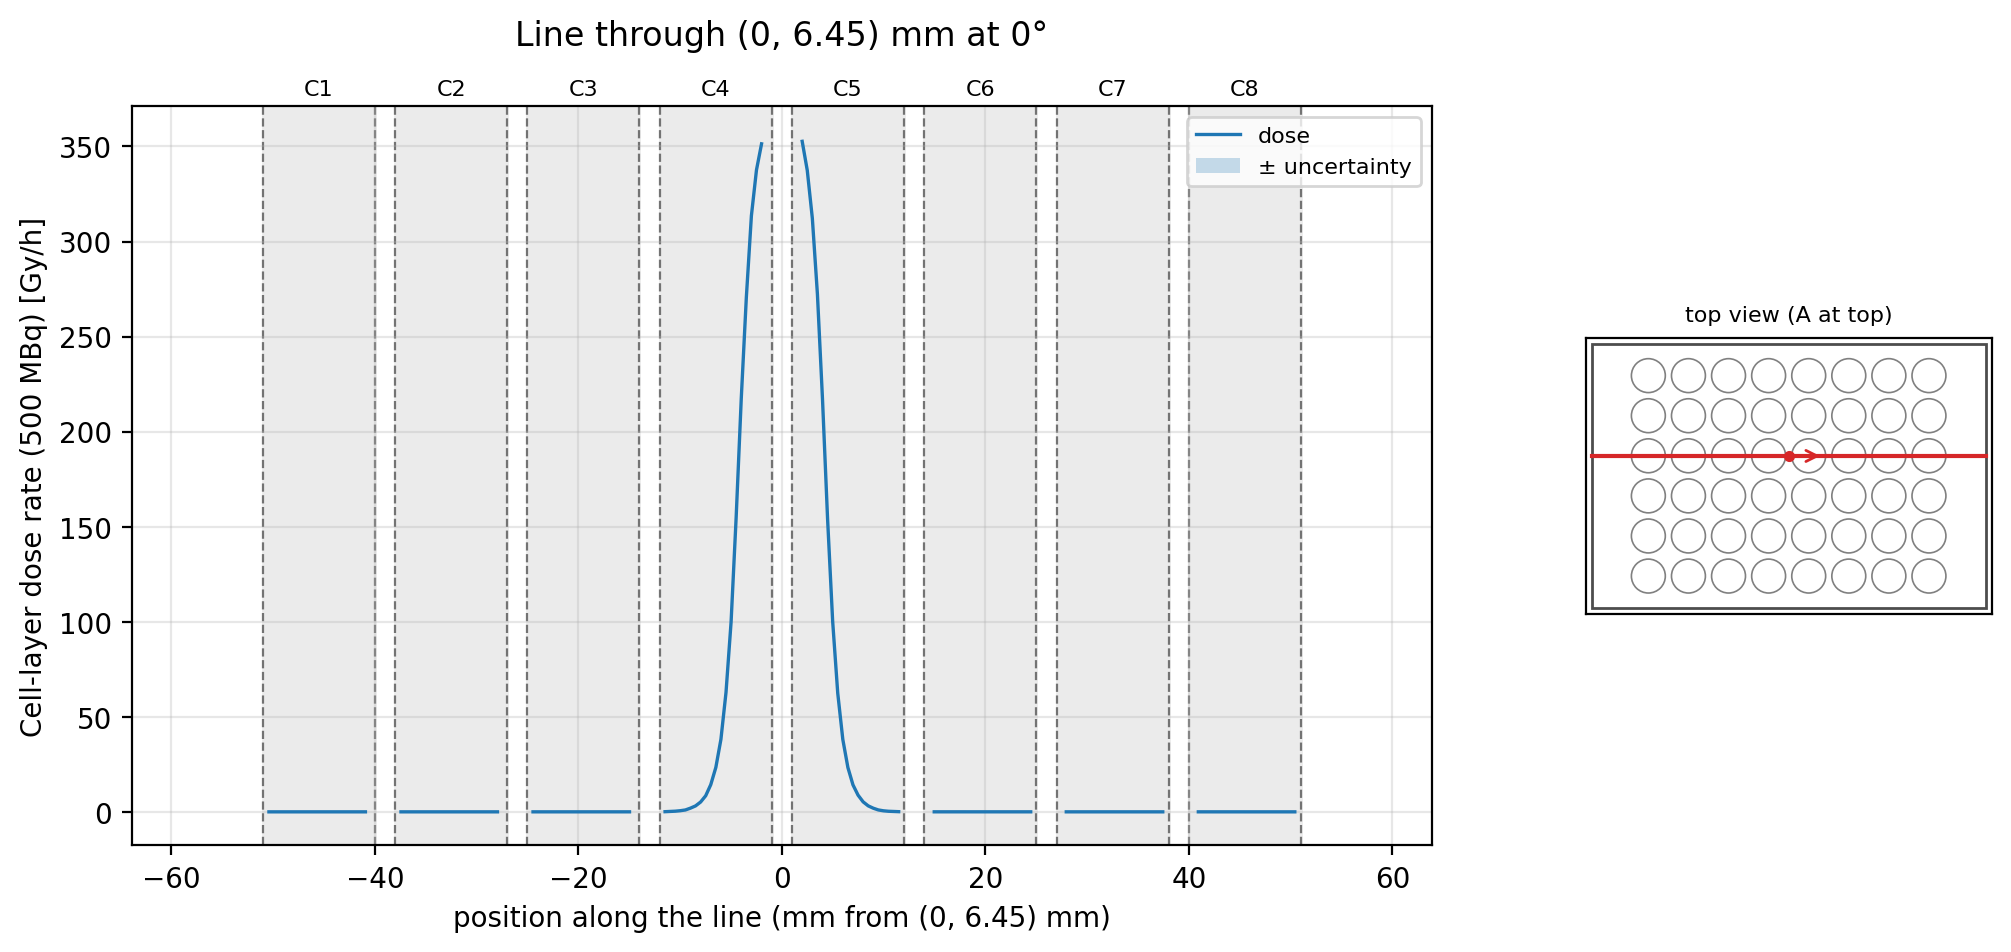 Line through (0, 6.45) mm at 0°
C1 C2 C3 C4 C5 C6 C7 C8
dose
± uncertainty
Cell-layer dose rate (500 MBq) [Gy/h]
350
300
250
200
150
100
50
0
−60 −40 −20 0 20 40 60
position along the line (mm from (0, 6.45) mm)
top view (A at top)